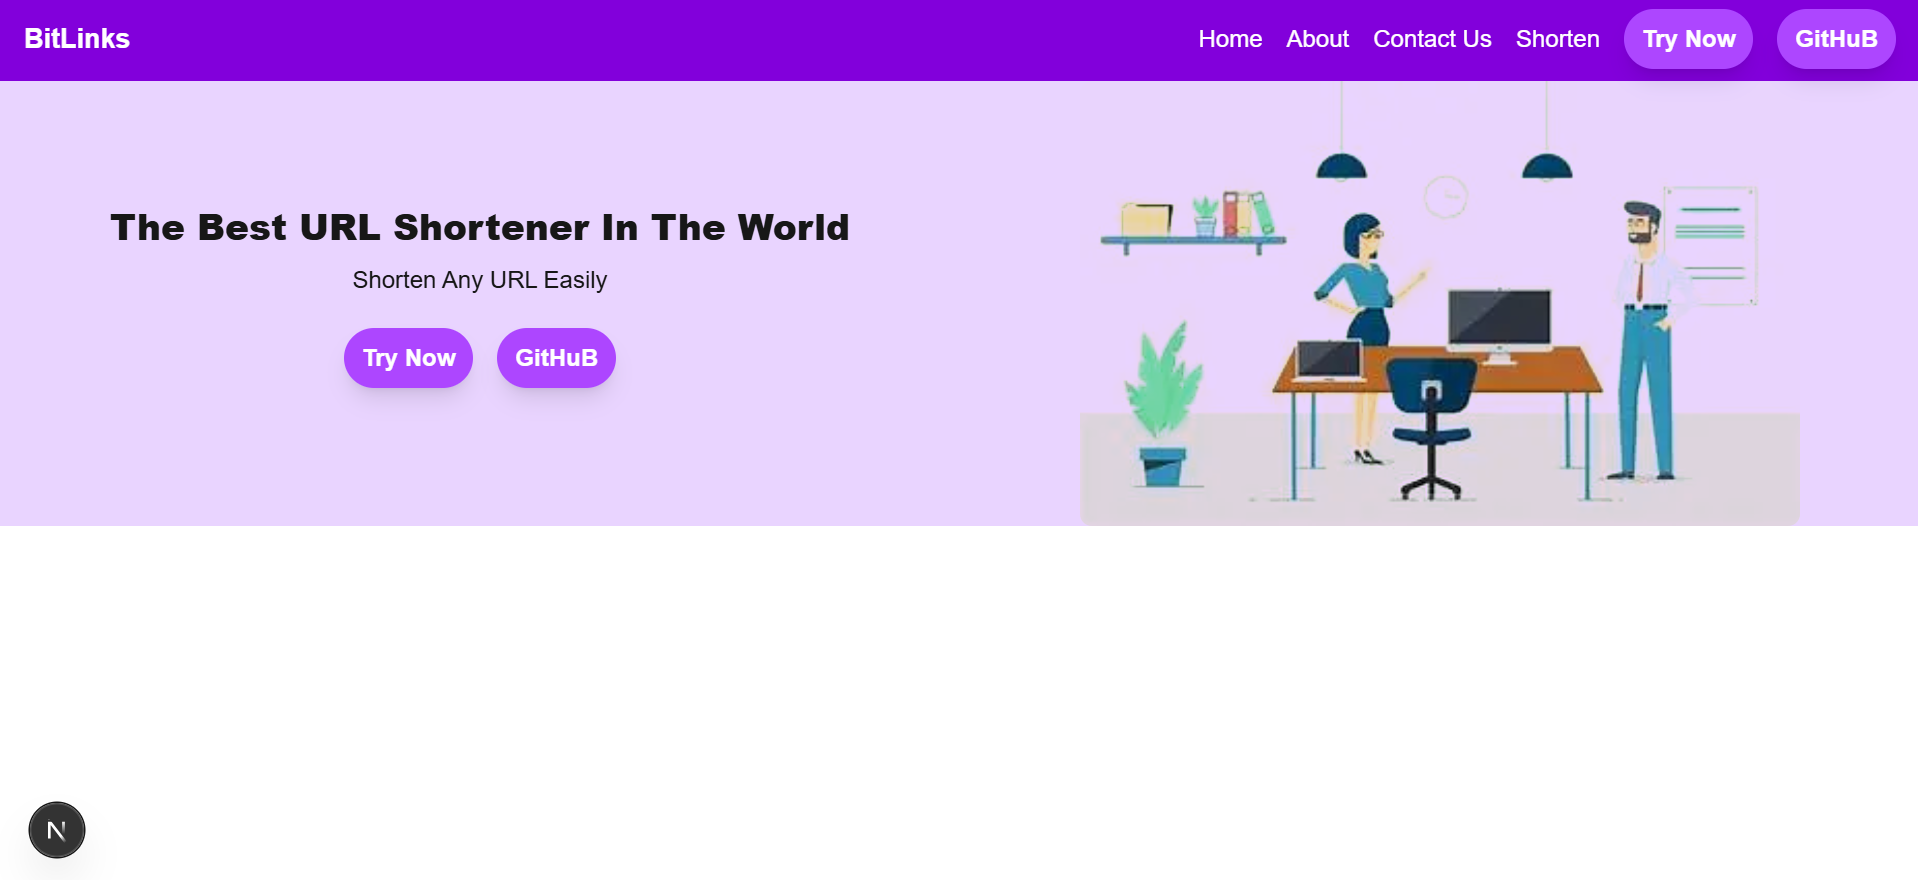 BitLinks
Home About Contact Us Shorten Try Now GitHuB
The Best URL Shortener In The World
Shorten Any URL Easily
Try Now GitHuB
N